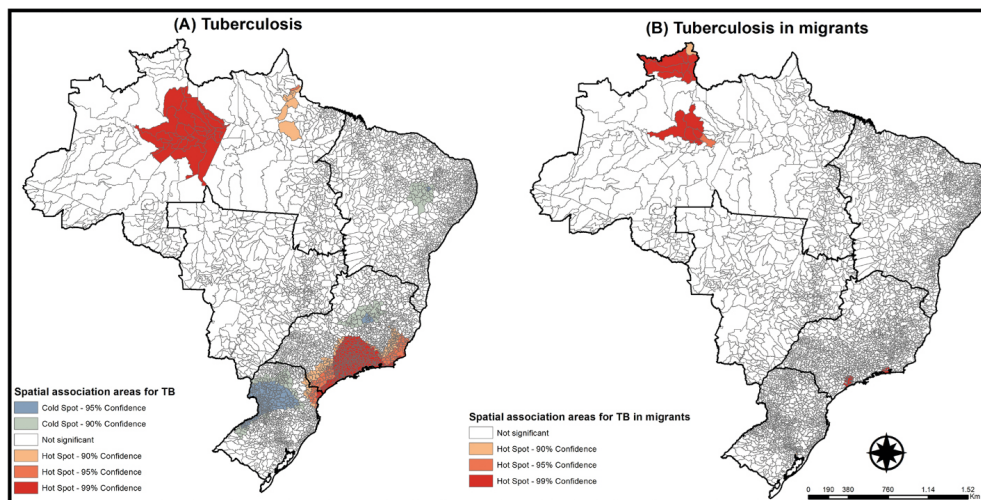 (A) Tuberculosis
(B) Tuberculosis in migrants
Spatial association areas for TB
Cold Spot - 95% Confidence
Cold Spot - 90% Confidence
Not significant
Hot Spot - 90% Confidence
Hot Spot - 95% Confidence
Hot Spot - 99% Confidence
Spatial association areas for TB in migrants
Not significant
Hot Spot - 90% Confidence
Hot Spot - 95% Confidence
Hot Spot - 99% Confidence
0 190 380 760 1,14 1.52
Km